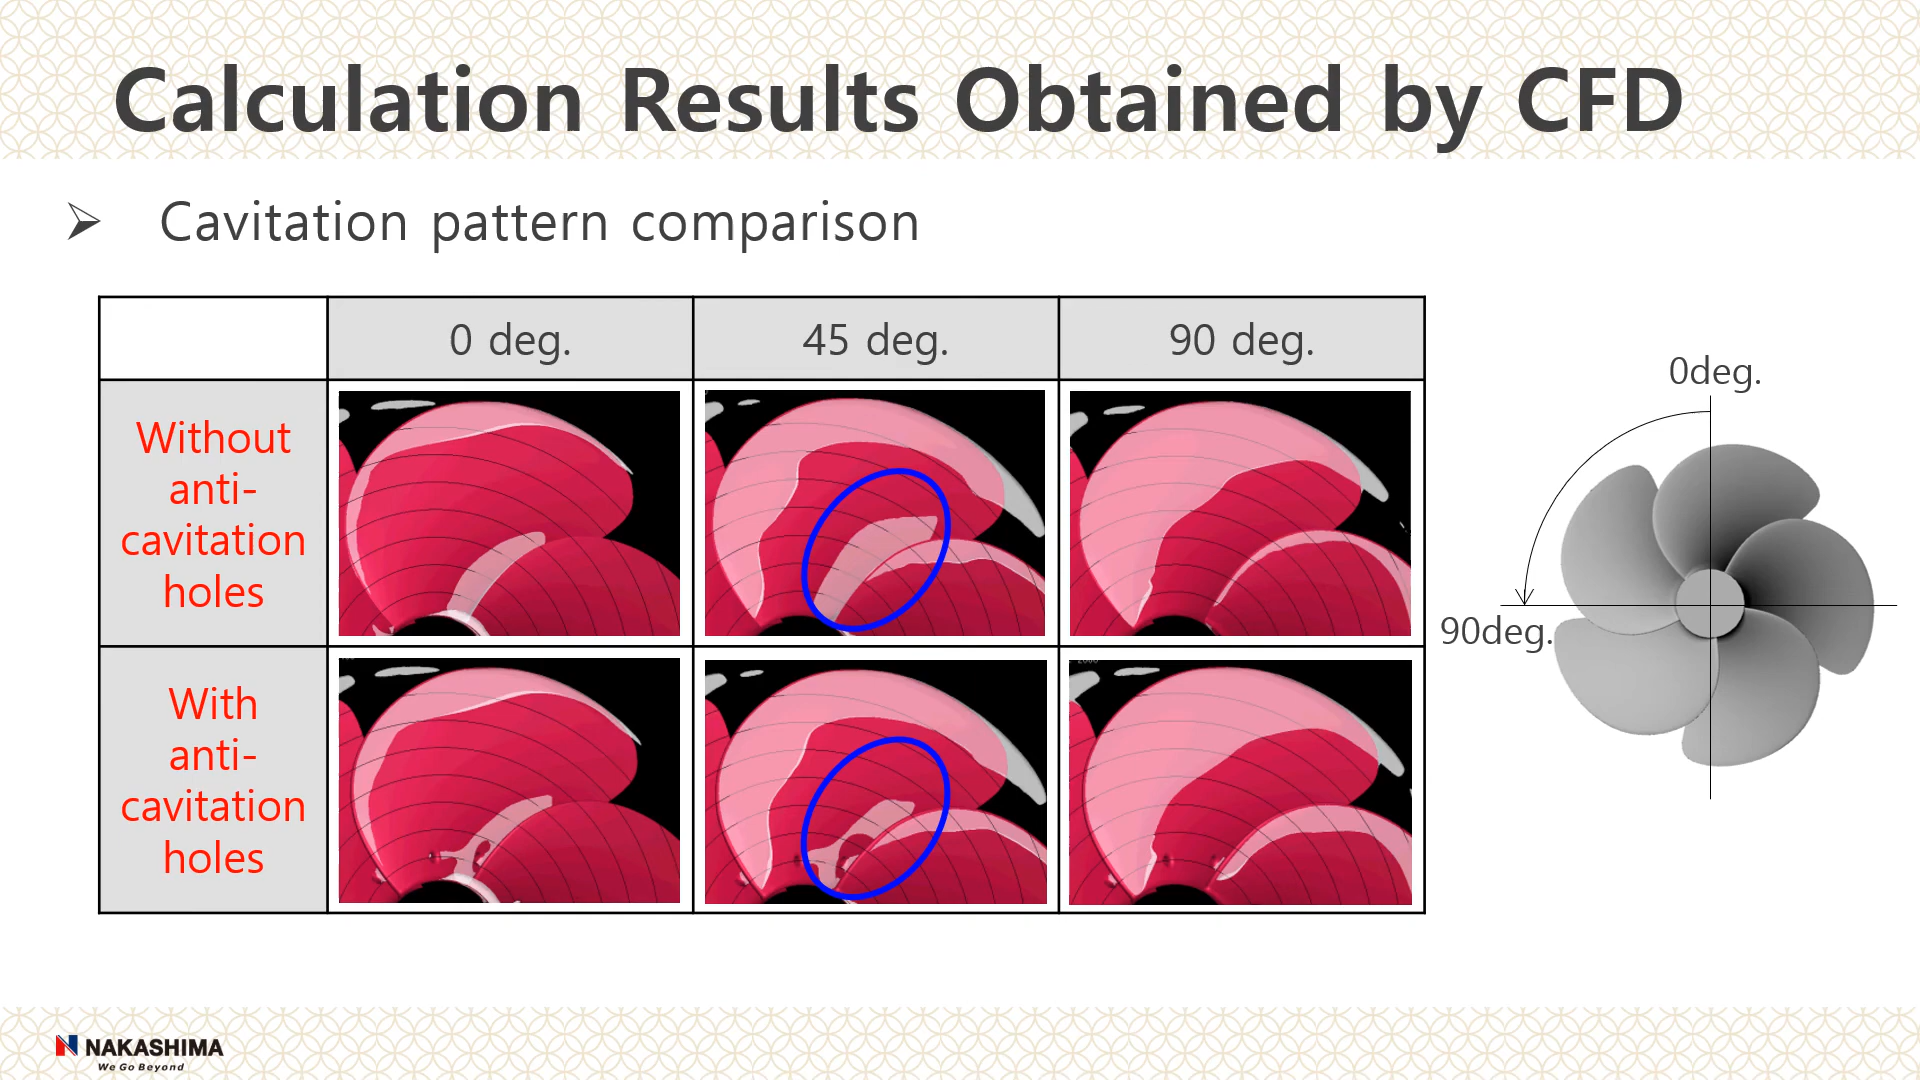 Calculation Results Obtained by CFD
Cavitation pattern comparison
0 deg.
45 deg.
90 deg.
Without
anti-
cavitation
holes
With
anti-
cavitation
holes
0deg.
90deg.
NAKASHIMA
We Go Beyond